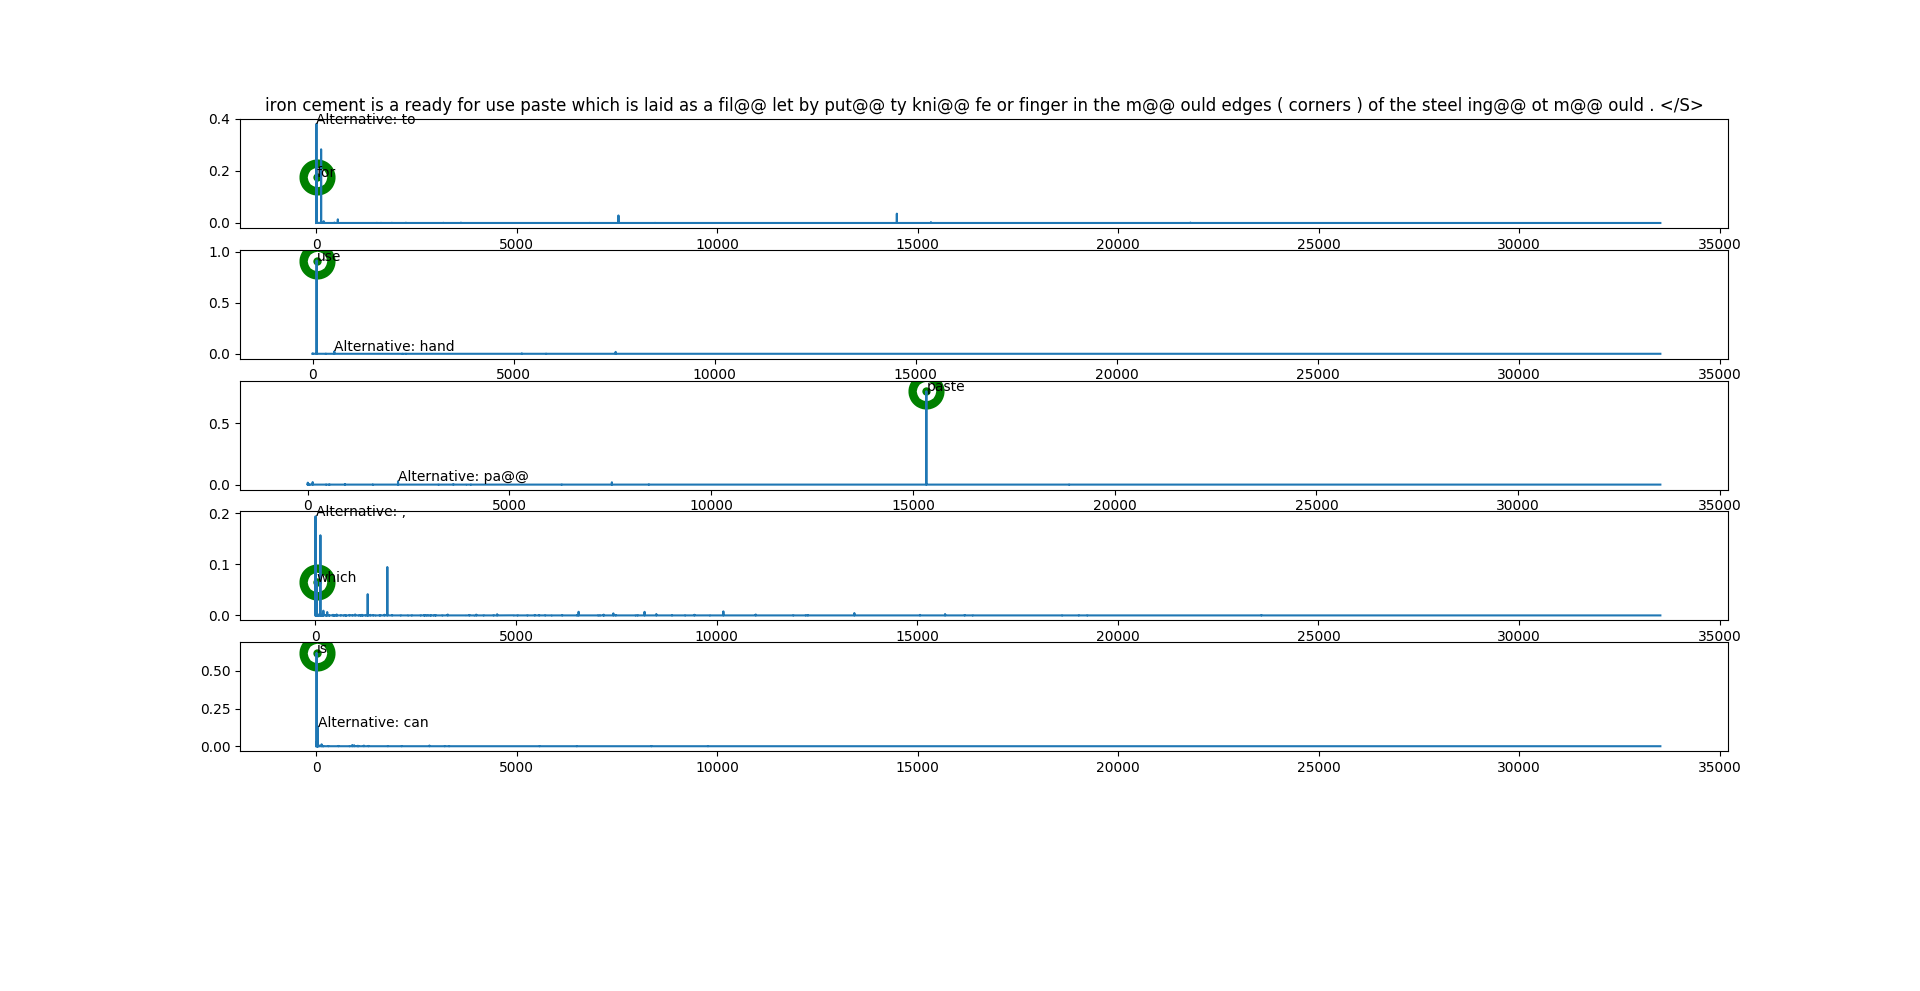 iron cement is a ready for use paste which is laid as a fil@@ let by put@@ ty kni@@ fe or finger in the m@@ ould edges ( corners ) of the steel ing@@ ot m@@ ould . </S>
0.4
Alternative: to
0.2
for
0.0
0 5000 10000 15000 20000 25000 30000 35000
1.0
use
0.5
0.0
Alternative: hand
0 5000 10000 15000 20000 25000 30000 35000
paste
0.5
0.0
Alternative: pa@@
0 5000 10000 15000 20000 25000 30000 35000
0.2
Alternative: ,
0.1
which
0.0
0 5000 10000 15000 20000 25000 30000 35000
is
0.50
0.25
Alternative: can
0.00
0 5000 10000 15000 20000 25000 30000 35000